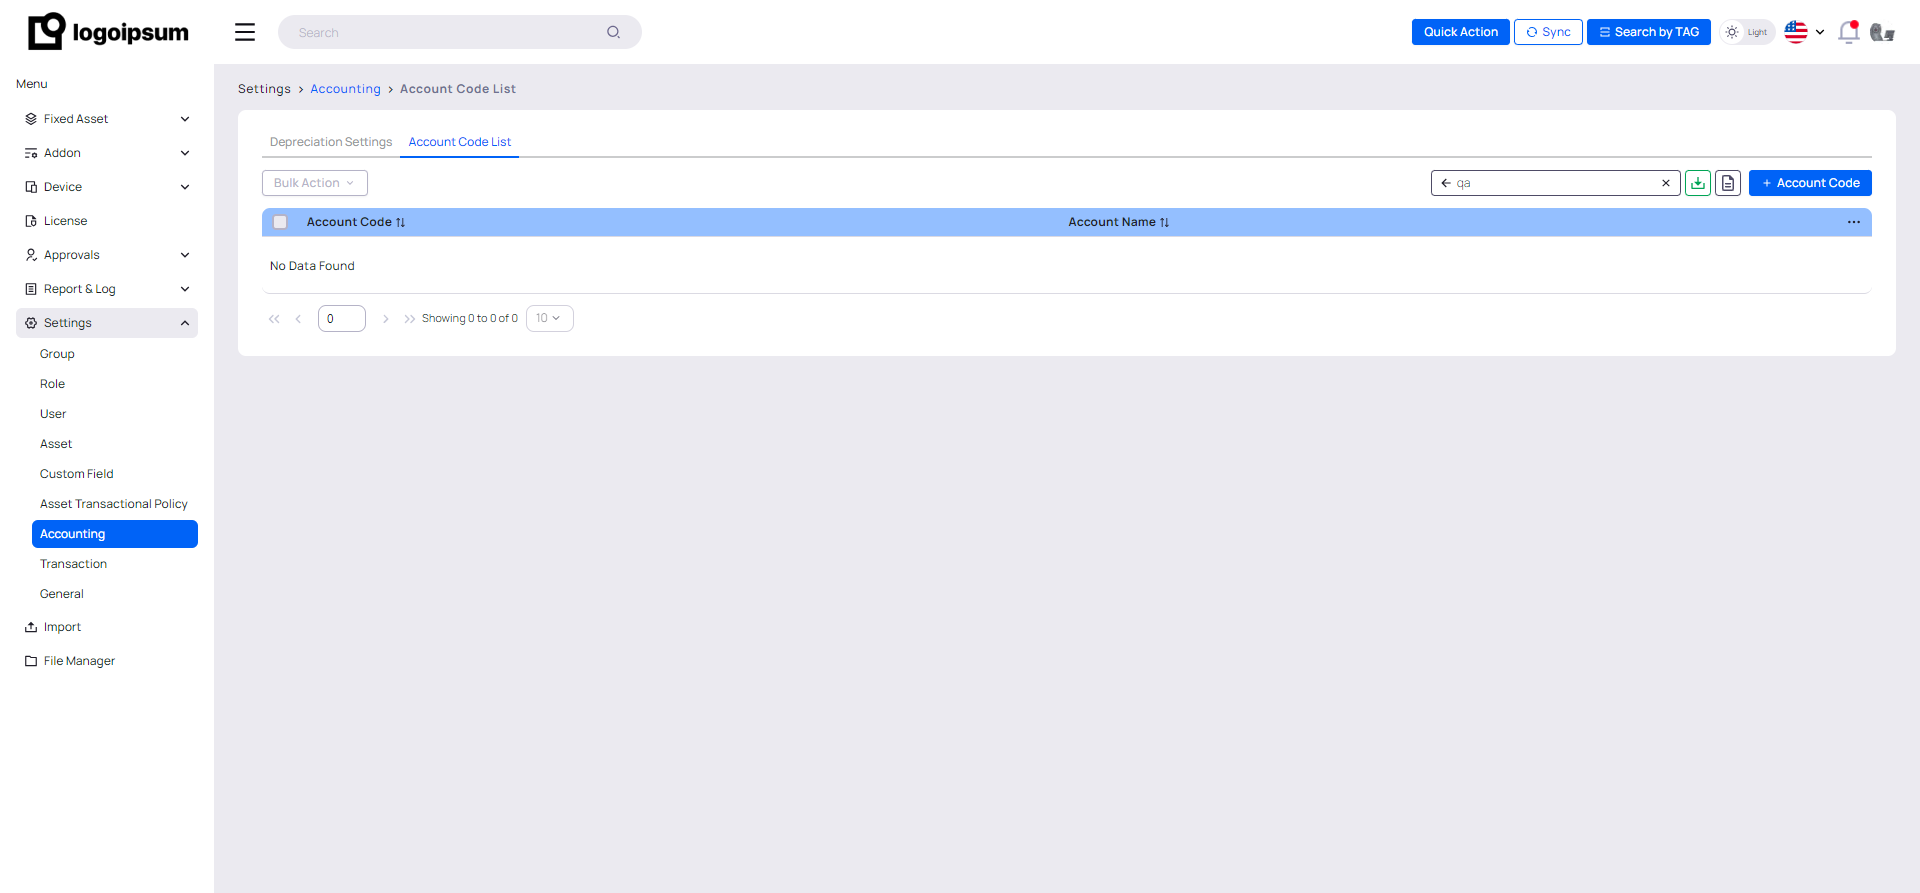 logoipsum
Search
Quick Action
Sync
Search by TAG
Light
Menu
Fixed Asset
Addon
Device
License
Approvals
Report & Log
Settings
Group
Role
User
Asset
Custom Field
Asset Transactional Policy
Accounting
Transaction
General
Import
File Manager
Settings > Accounting > Account Code List
Depreciation Settings
Account Code List
Bulk Action
qa
+ Account Code
Account Code
Account Name
No Data Found
0
Showing 0 to 0 of 0
10